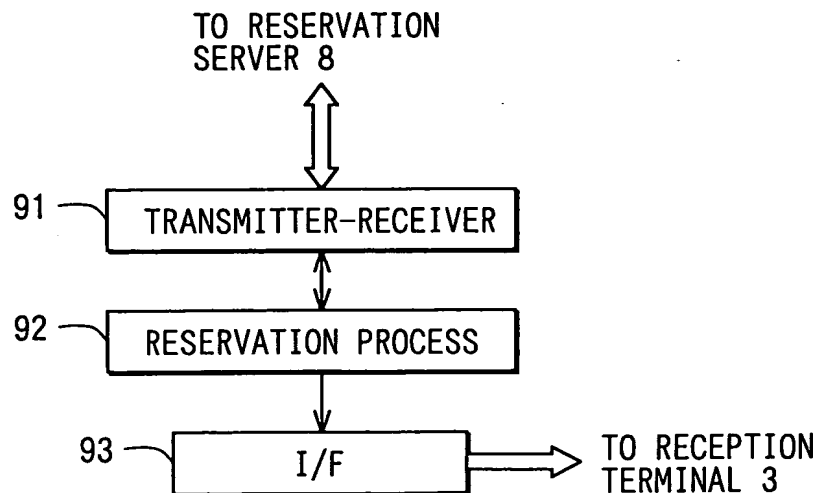 TO RESERVATION
SERVER 8
91
TRANSMITTER-RECEIVER
92
RESERVATION PROCESS
93
I/F
TO RECEPTION
TERMINAL 3